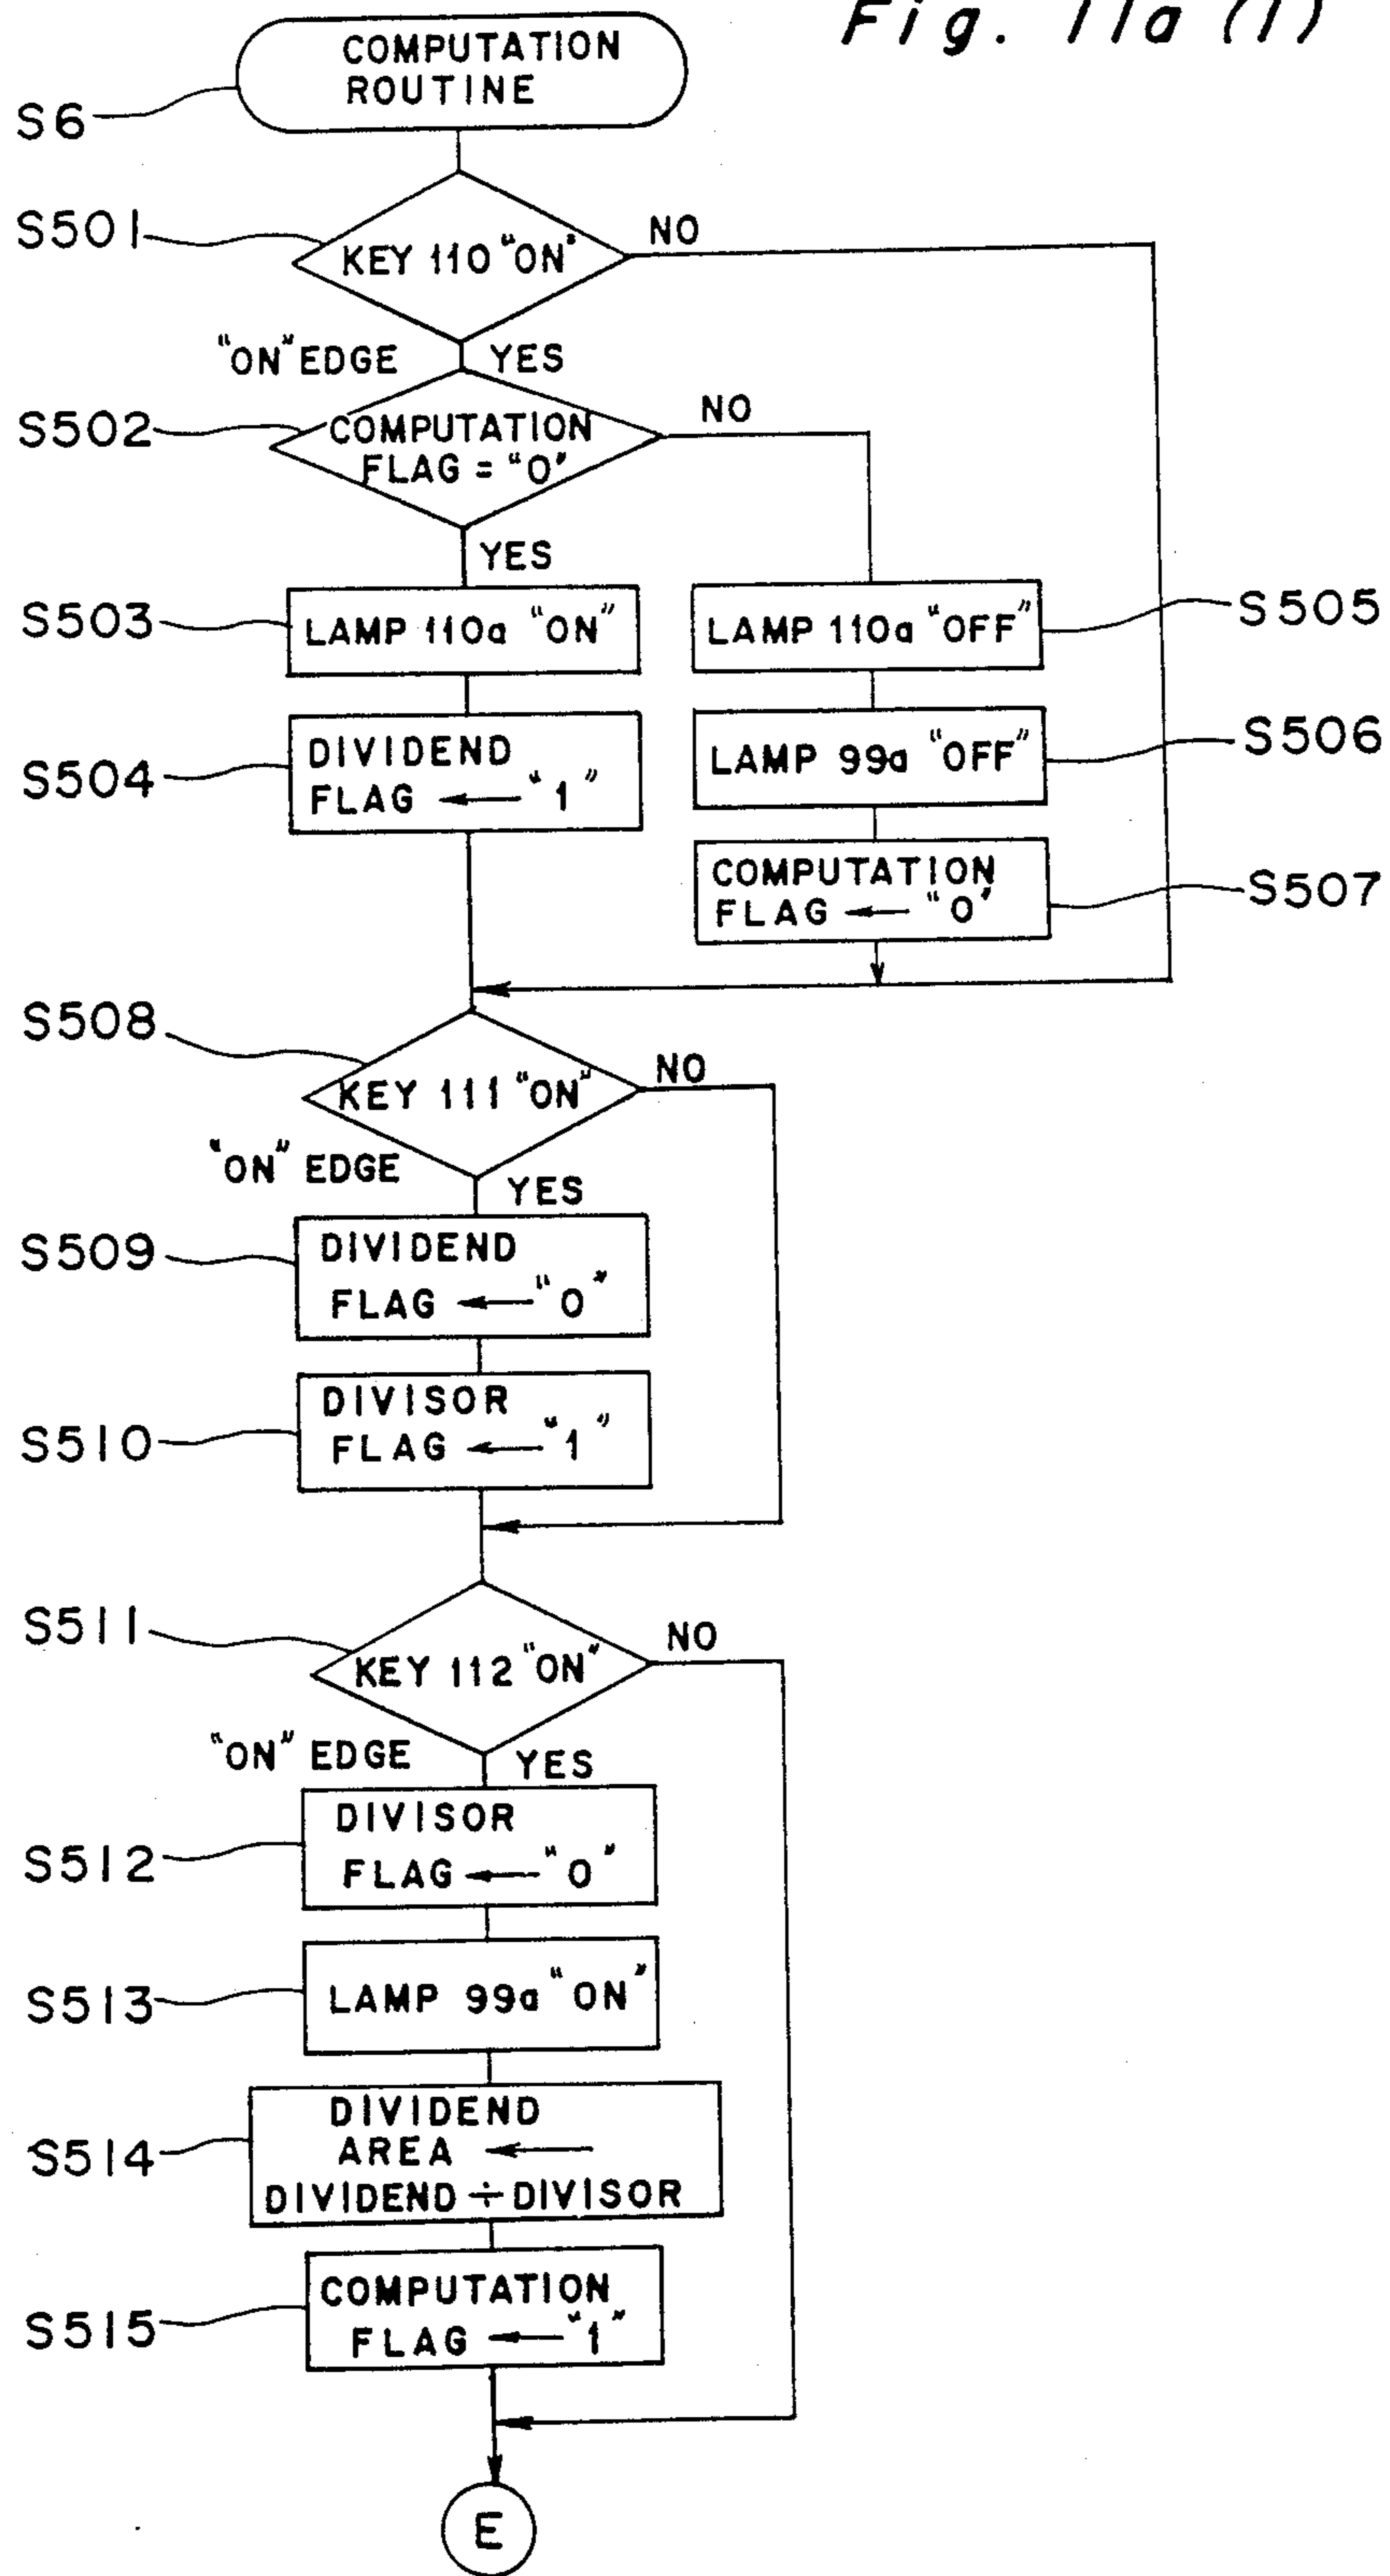 Fig. 11a (1)
COMPUTATION
ROUTINE
S6
S501
KEY 110 "ON"
NO
"ON" EDGE
YES
S502
COMPUTATION
FLAG = "0"
NO
YES
S503
LAMP 110a "ON"
LAMP 110a "OFF"
S505
S504
DIVIDEND
FLAG ← "1"
LAMP 99a "OFF"
S506
COMPUTATION
FLAG ← "0"
S507
S508
KEY 111 "ON"
NO
"ON" EDGE
YES
S509
DIVIDEND
FLAG ← "0"
S510
DIVISOR
FLAG ← "1"
S511
KEY 112 "ON"
NO
"ON" EDGE
YES
S512
DIVISOR
FLAG ← "0"
S513
LAMP 99a "ON"
S514
DIVIDEND
AREA ←
DIVIDEND ÷ DIVISOR
S515
COMPUTATION
FLAG ← "1"
E